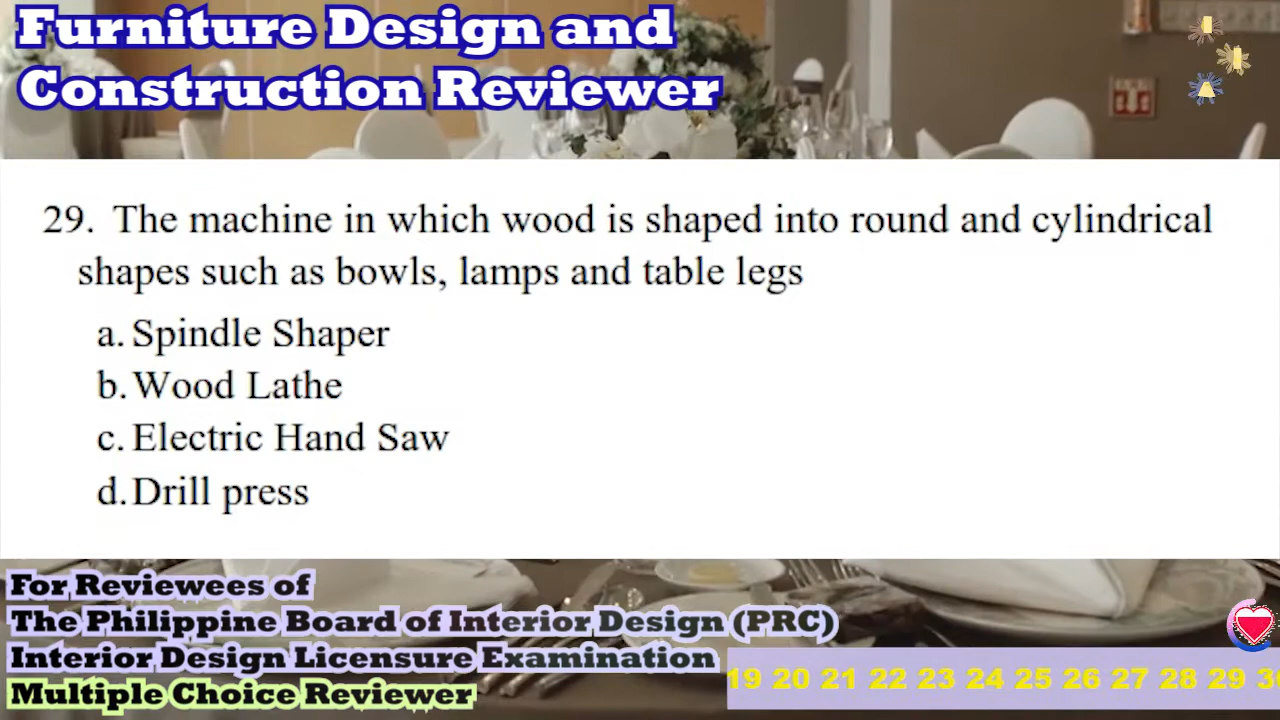 Furniture Design and
Construction Reviewer
29. The machine in which wood is shaped into round and cylindrical
shapes such as bowls, lamps and table legs
a. Spindle Shaper
b. Wood Lathe
c. Electric Hand Saw
d. Drill press
For Reviewees of
The Philippine Board of Interior Design (PRC)
Interior Design Licensure Examination
Multiple Choice Reviewer
19 20 21 22 23 24 25 26 27 28 29 30